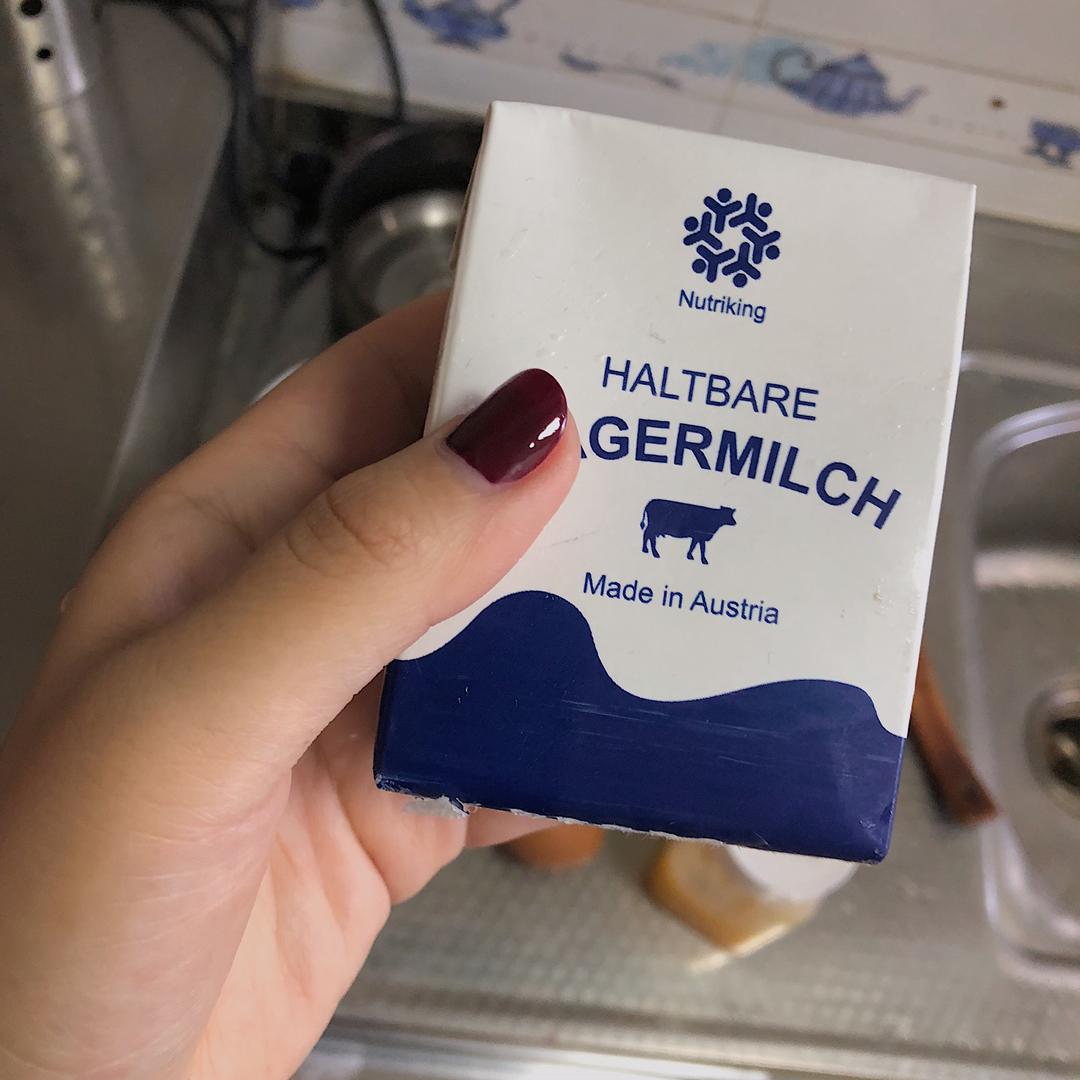 Nutriking
HALTBARE
AGERMILCH
Made in Austria